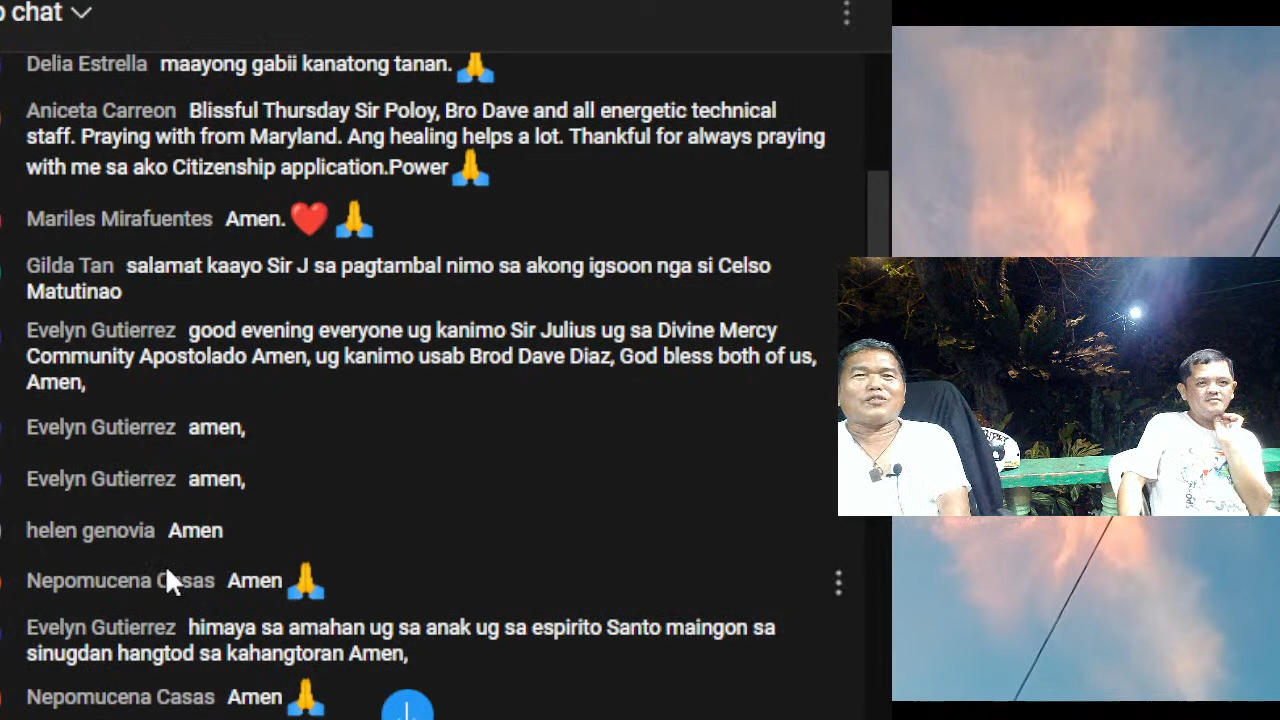 chat
Delia Estrella maayong gabii kanatong tanan. 🙏
Aniceta Carreon Blissful Thursday Sir Poloy, Bro Dave and all energetic technical
staff. Praying with from Maryland. Ang healing helps a lot. Thankful for always praying
with me sa ako Citizenship application.Power 🙏
Mariles Mirafuentes Amen. ❤️ 🙏
Gilda Tan salamat kaayo Sir J sa pagtambal nimo sa akong igsoon nga si Celso
Matutinao
Evelyn Gutierrez good evening everyone ug kanimo Sir Julius ug sa Divine Mercy
Community Apostolado Amen, ug kanimo usab Brod Dave Diaz, God bless both of us,
Amen,
Evelyn Gutierrez amen,
Evelyn Gutierrez amen,
helen genovia Amen
Nepomucena Casas Amen 🙏
Evelyn Gutierrez himaya sa amahan ug sa anak ug sa espirito Santo maingon sa
sinugdan hangtod sa kahangtoran Amen,
Nepomucena Casas Amen 🙏